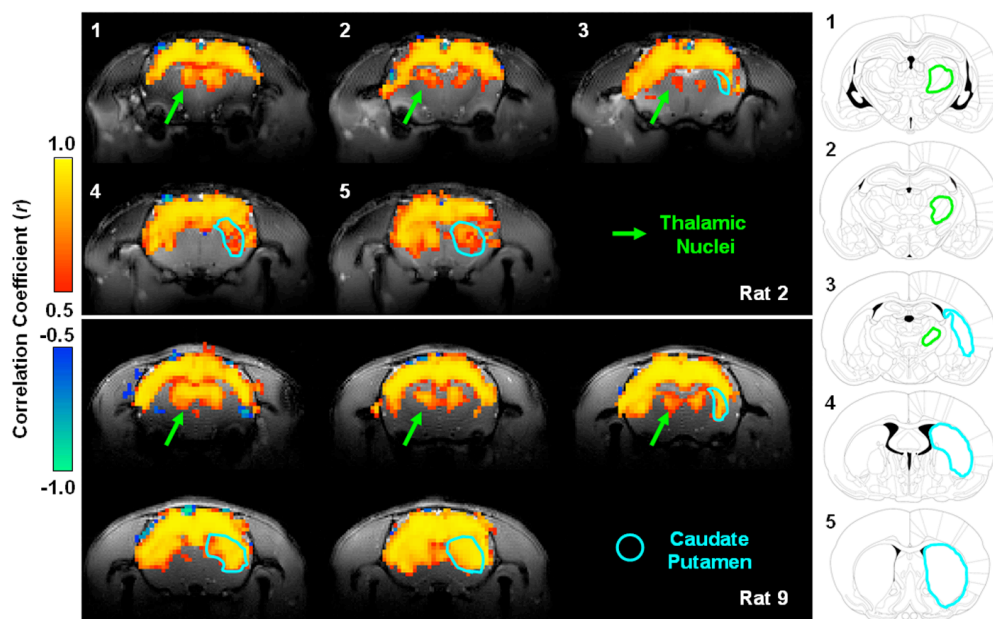 1
2
3
4
5
Thalamic
Nuclei
Rat 2
Caudate
Putamen
Rat 9
Correlation Coefficient (r)
1.0
0.5
-0.5
-1.0
1
2
3
4
5